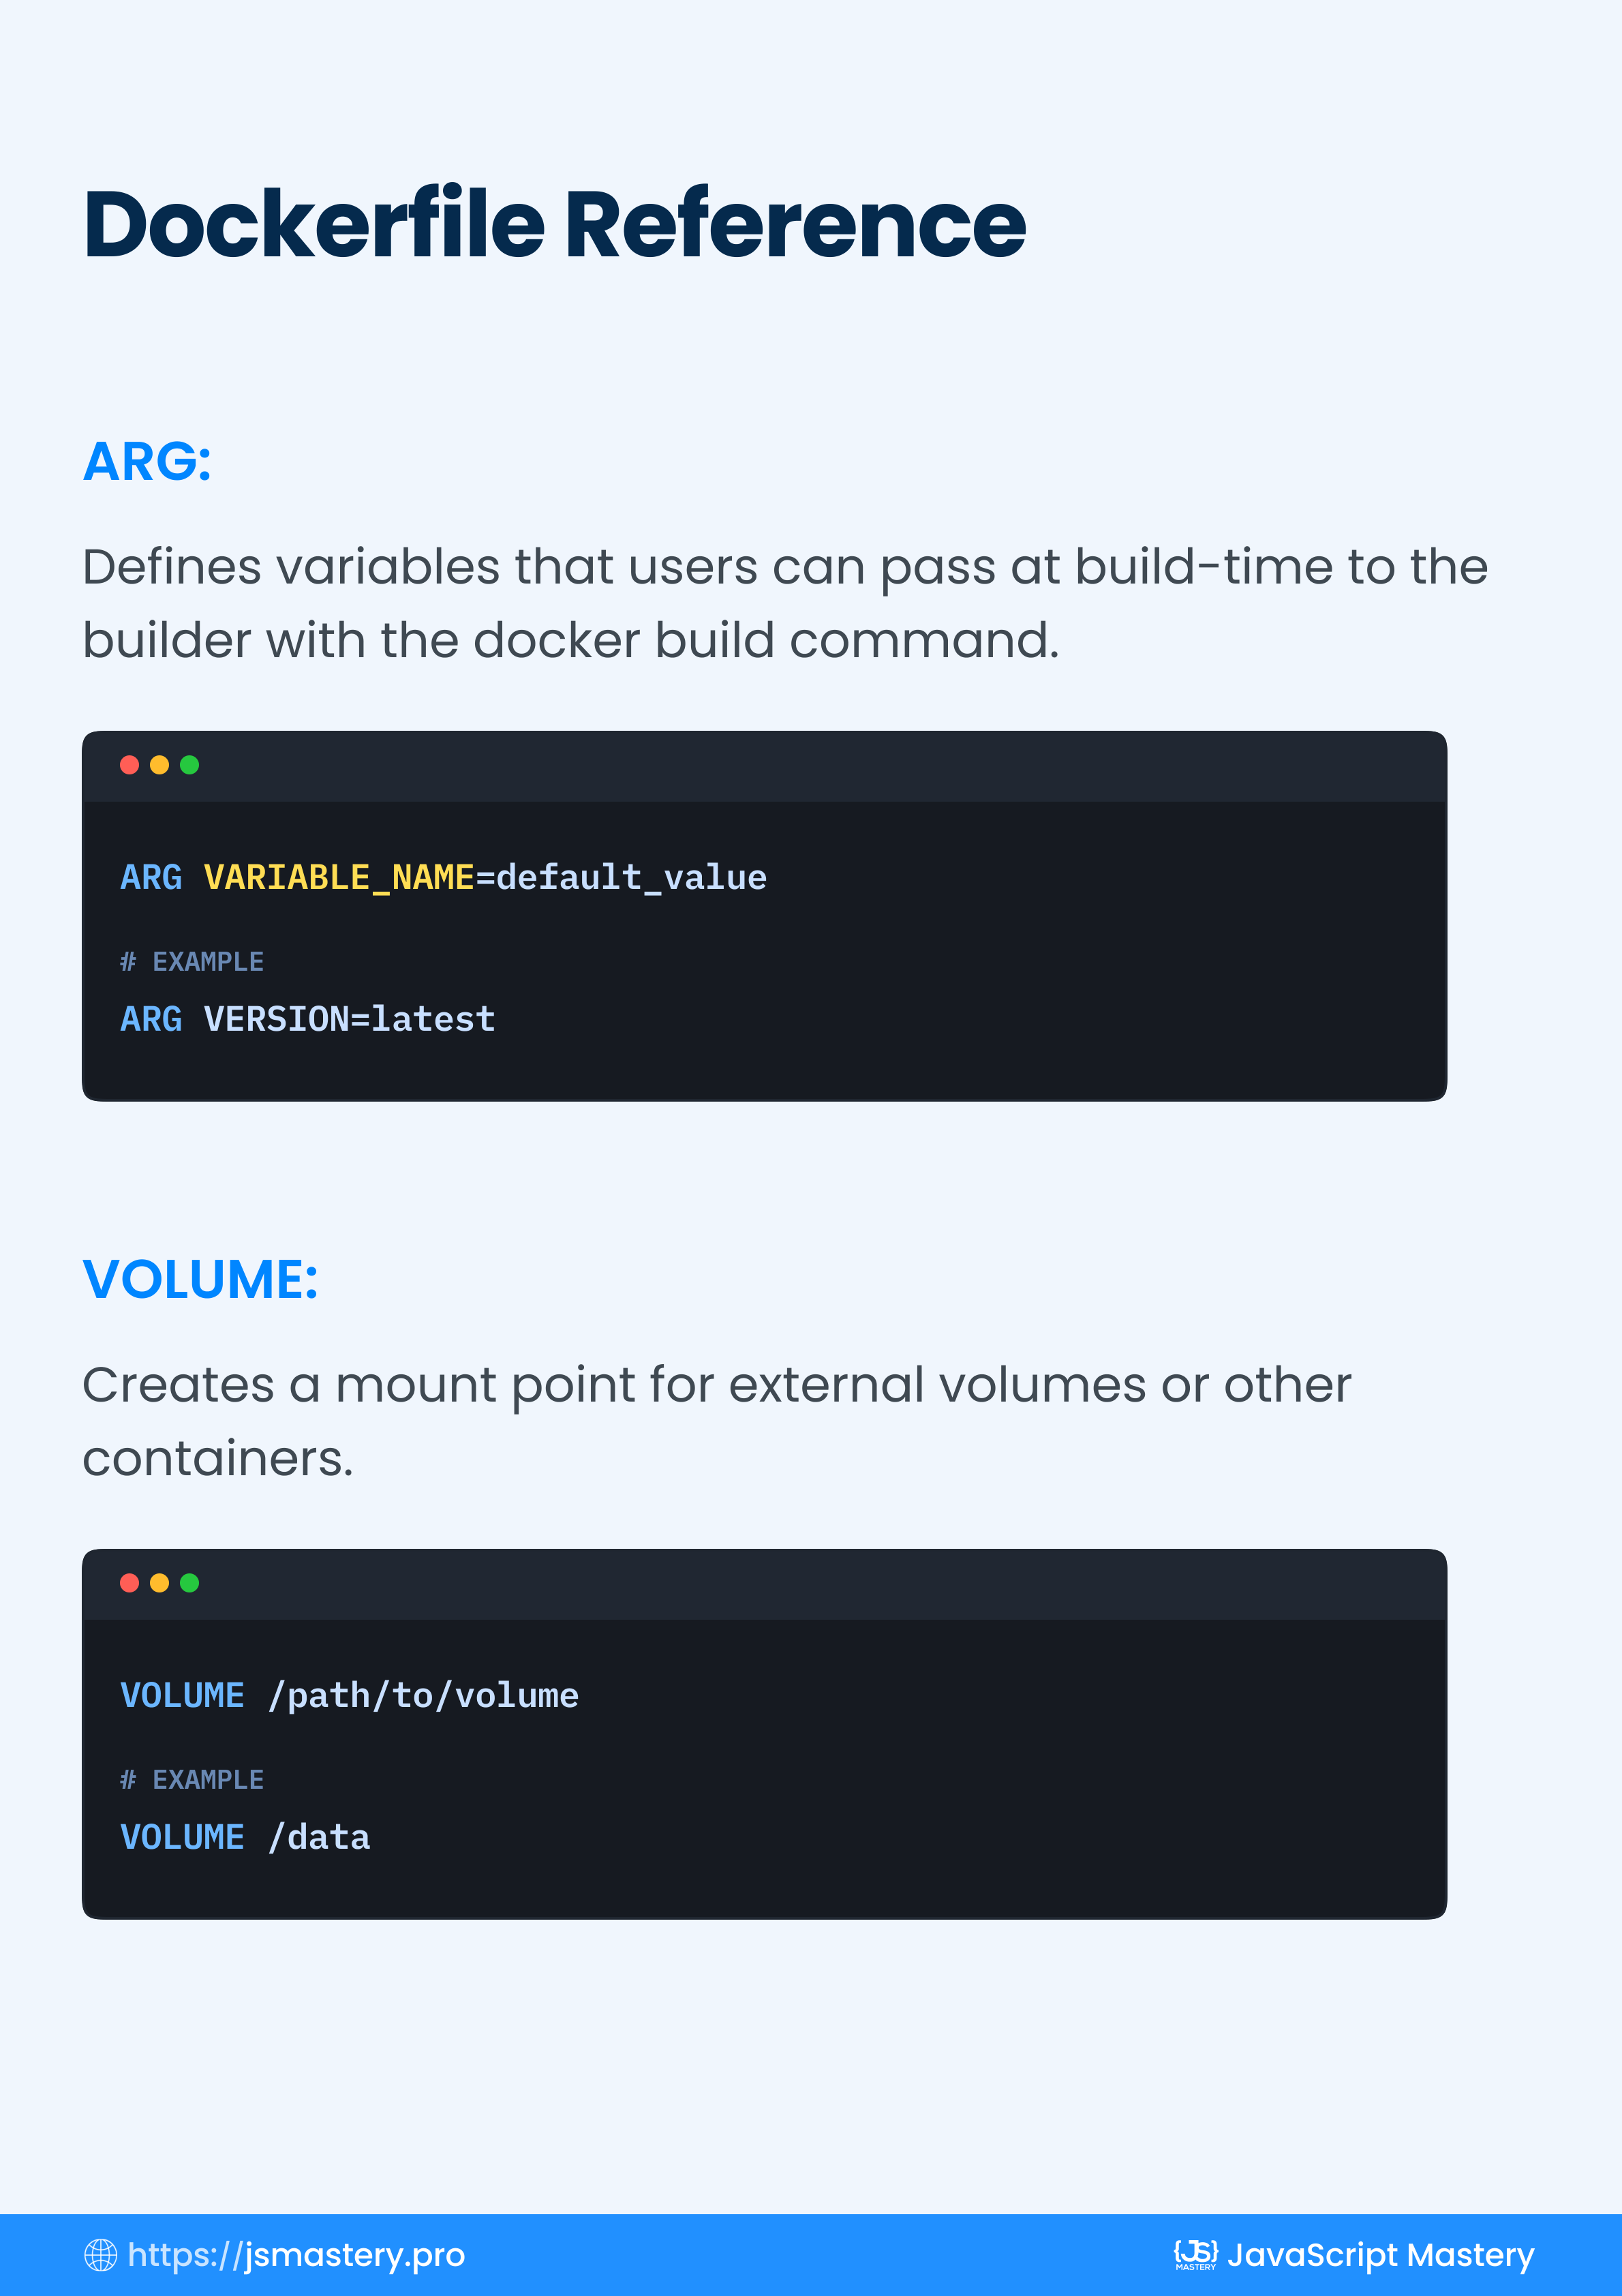 Dockerfile Reference
ARG:
Defines variables that users can pass at build-time to the
builder with the docker build command.
ARG VARIABLE_NAME=default_value
# EXAMPLE
ARG VERSION=latest
VOLUME:
Creates a mount point for external volumes or other
containers.
VOLUME /path/to/volume
# EXAMPLE
VOLUME /data
https://jsmastery.pro
{JS} MASTERY JavaScript Mastery